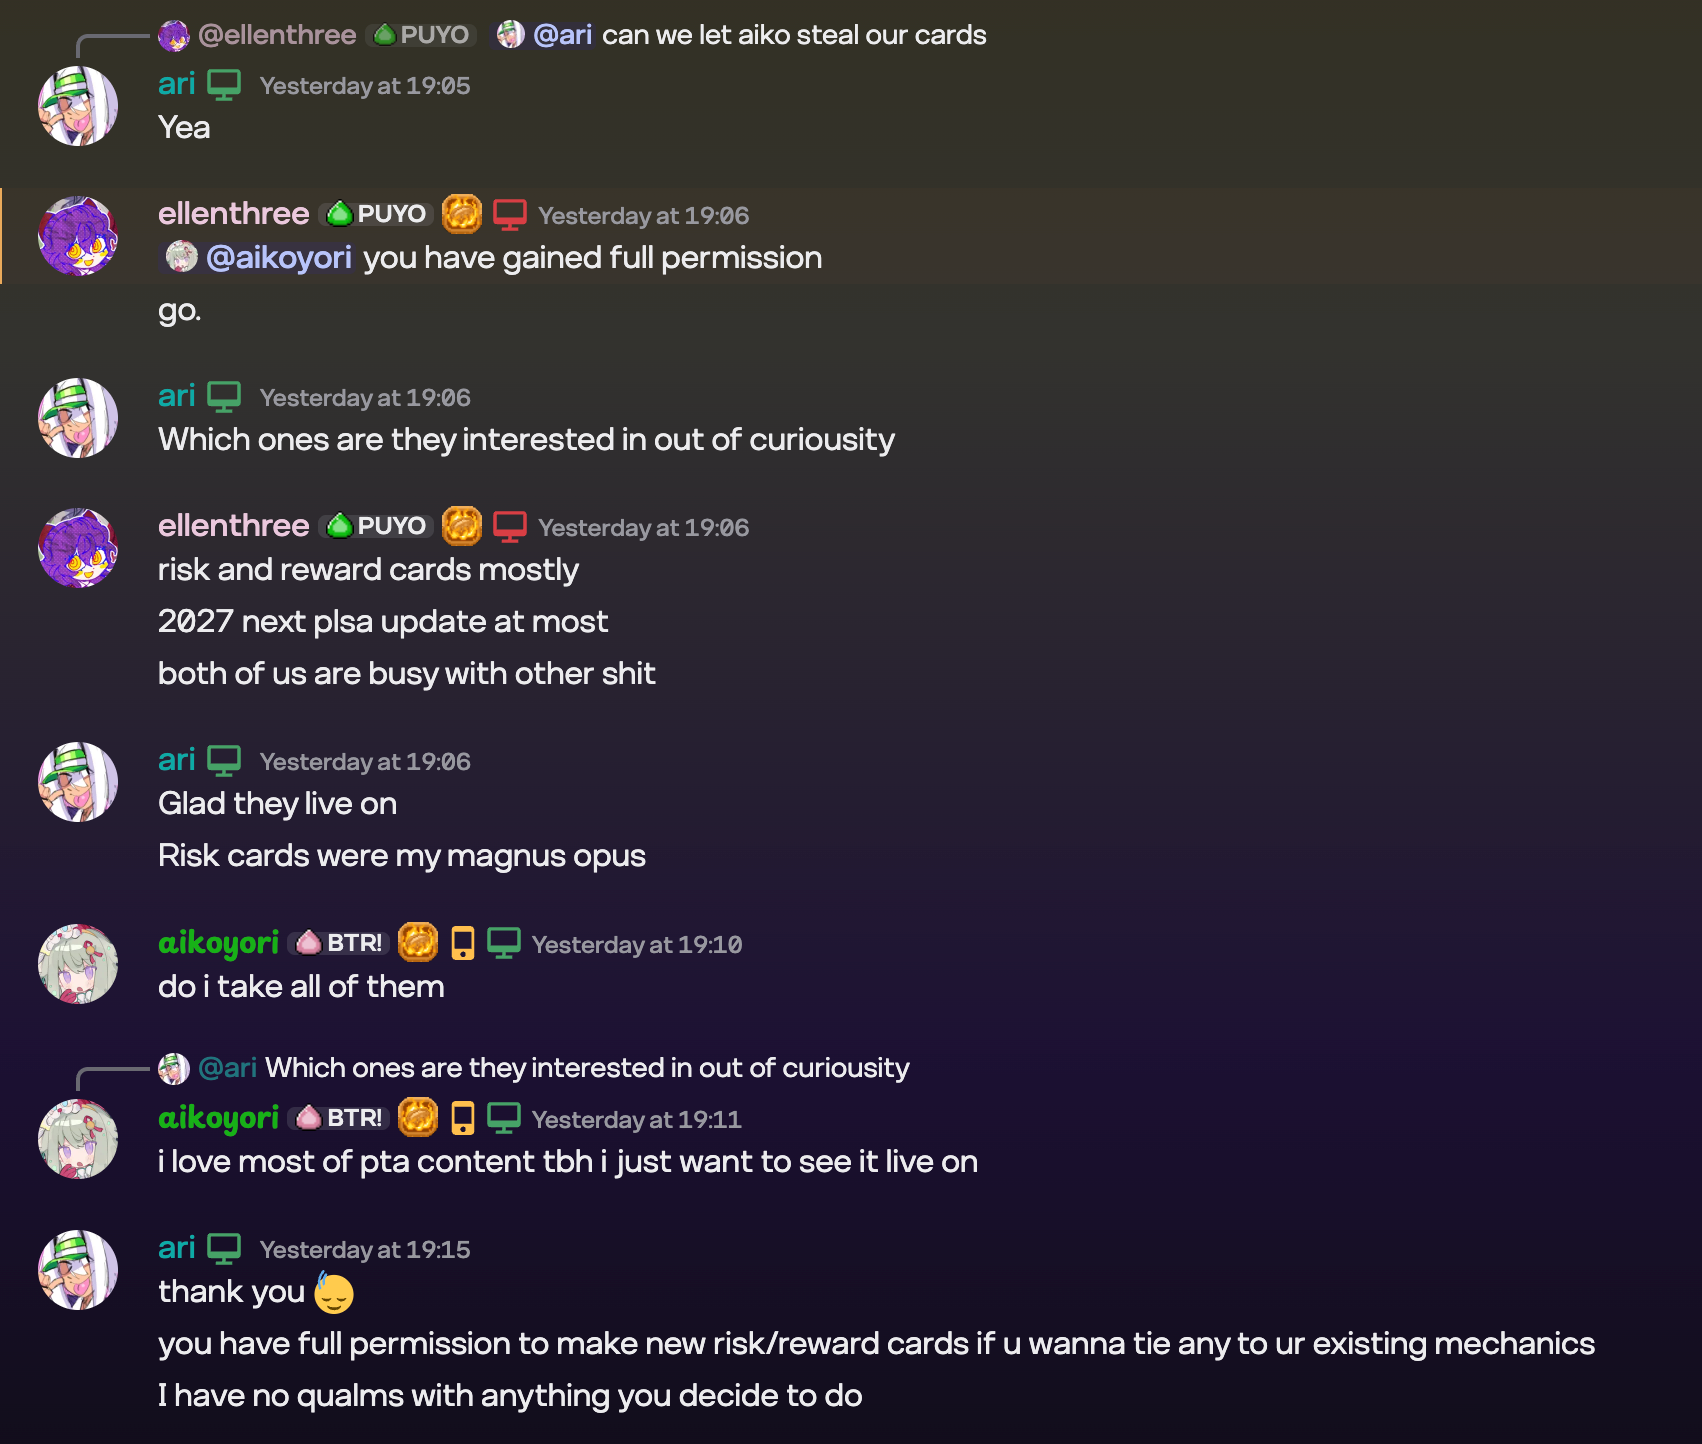 @ellenthree PUYO @ari can we let aiko steal our cards
ari Yesterday at 19:05
Yea
ellenthree PUYO Yesterday at 19:06
@aikoyori you have gained full permission
go.
ari Yesterday at 19:06
Which ones are they interested in out of curiousity
ellenthree PUYO Yesterday at 19:06
risk and reward cards mostly
2027 next plsa update at most
both of us are busy with other shit
ari Yesterday at 19:06
Glad they live on
Risk cards were my magnus opus
aikoyori BTR! Yesterday at 19:10
do i take all of them
@ari Which ones are they interested in out of curiousity
aikoyori BTR! Yesterday at 19:11
i love most of pta content tbh i just want to see it live on
ari Yesterday at 19:15
thank you
you have full permission to make new risk/reward cards if u wanna tie any to ur existing mechanics
I have no qualms with anything you decide to do